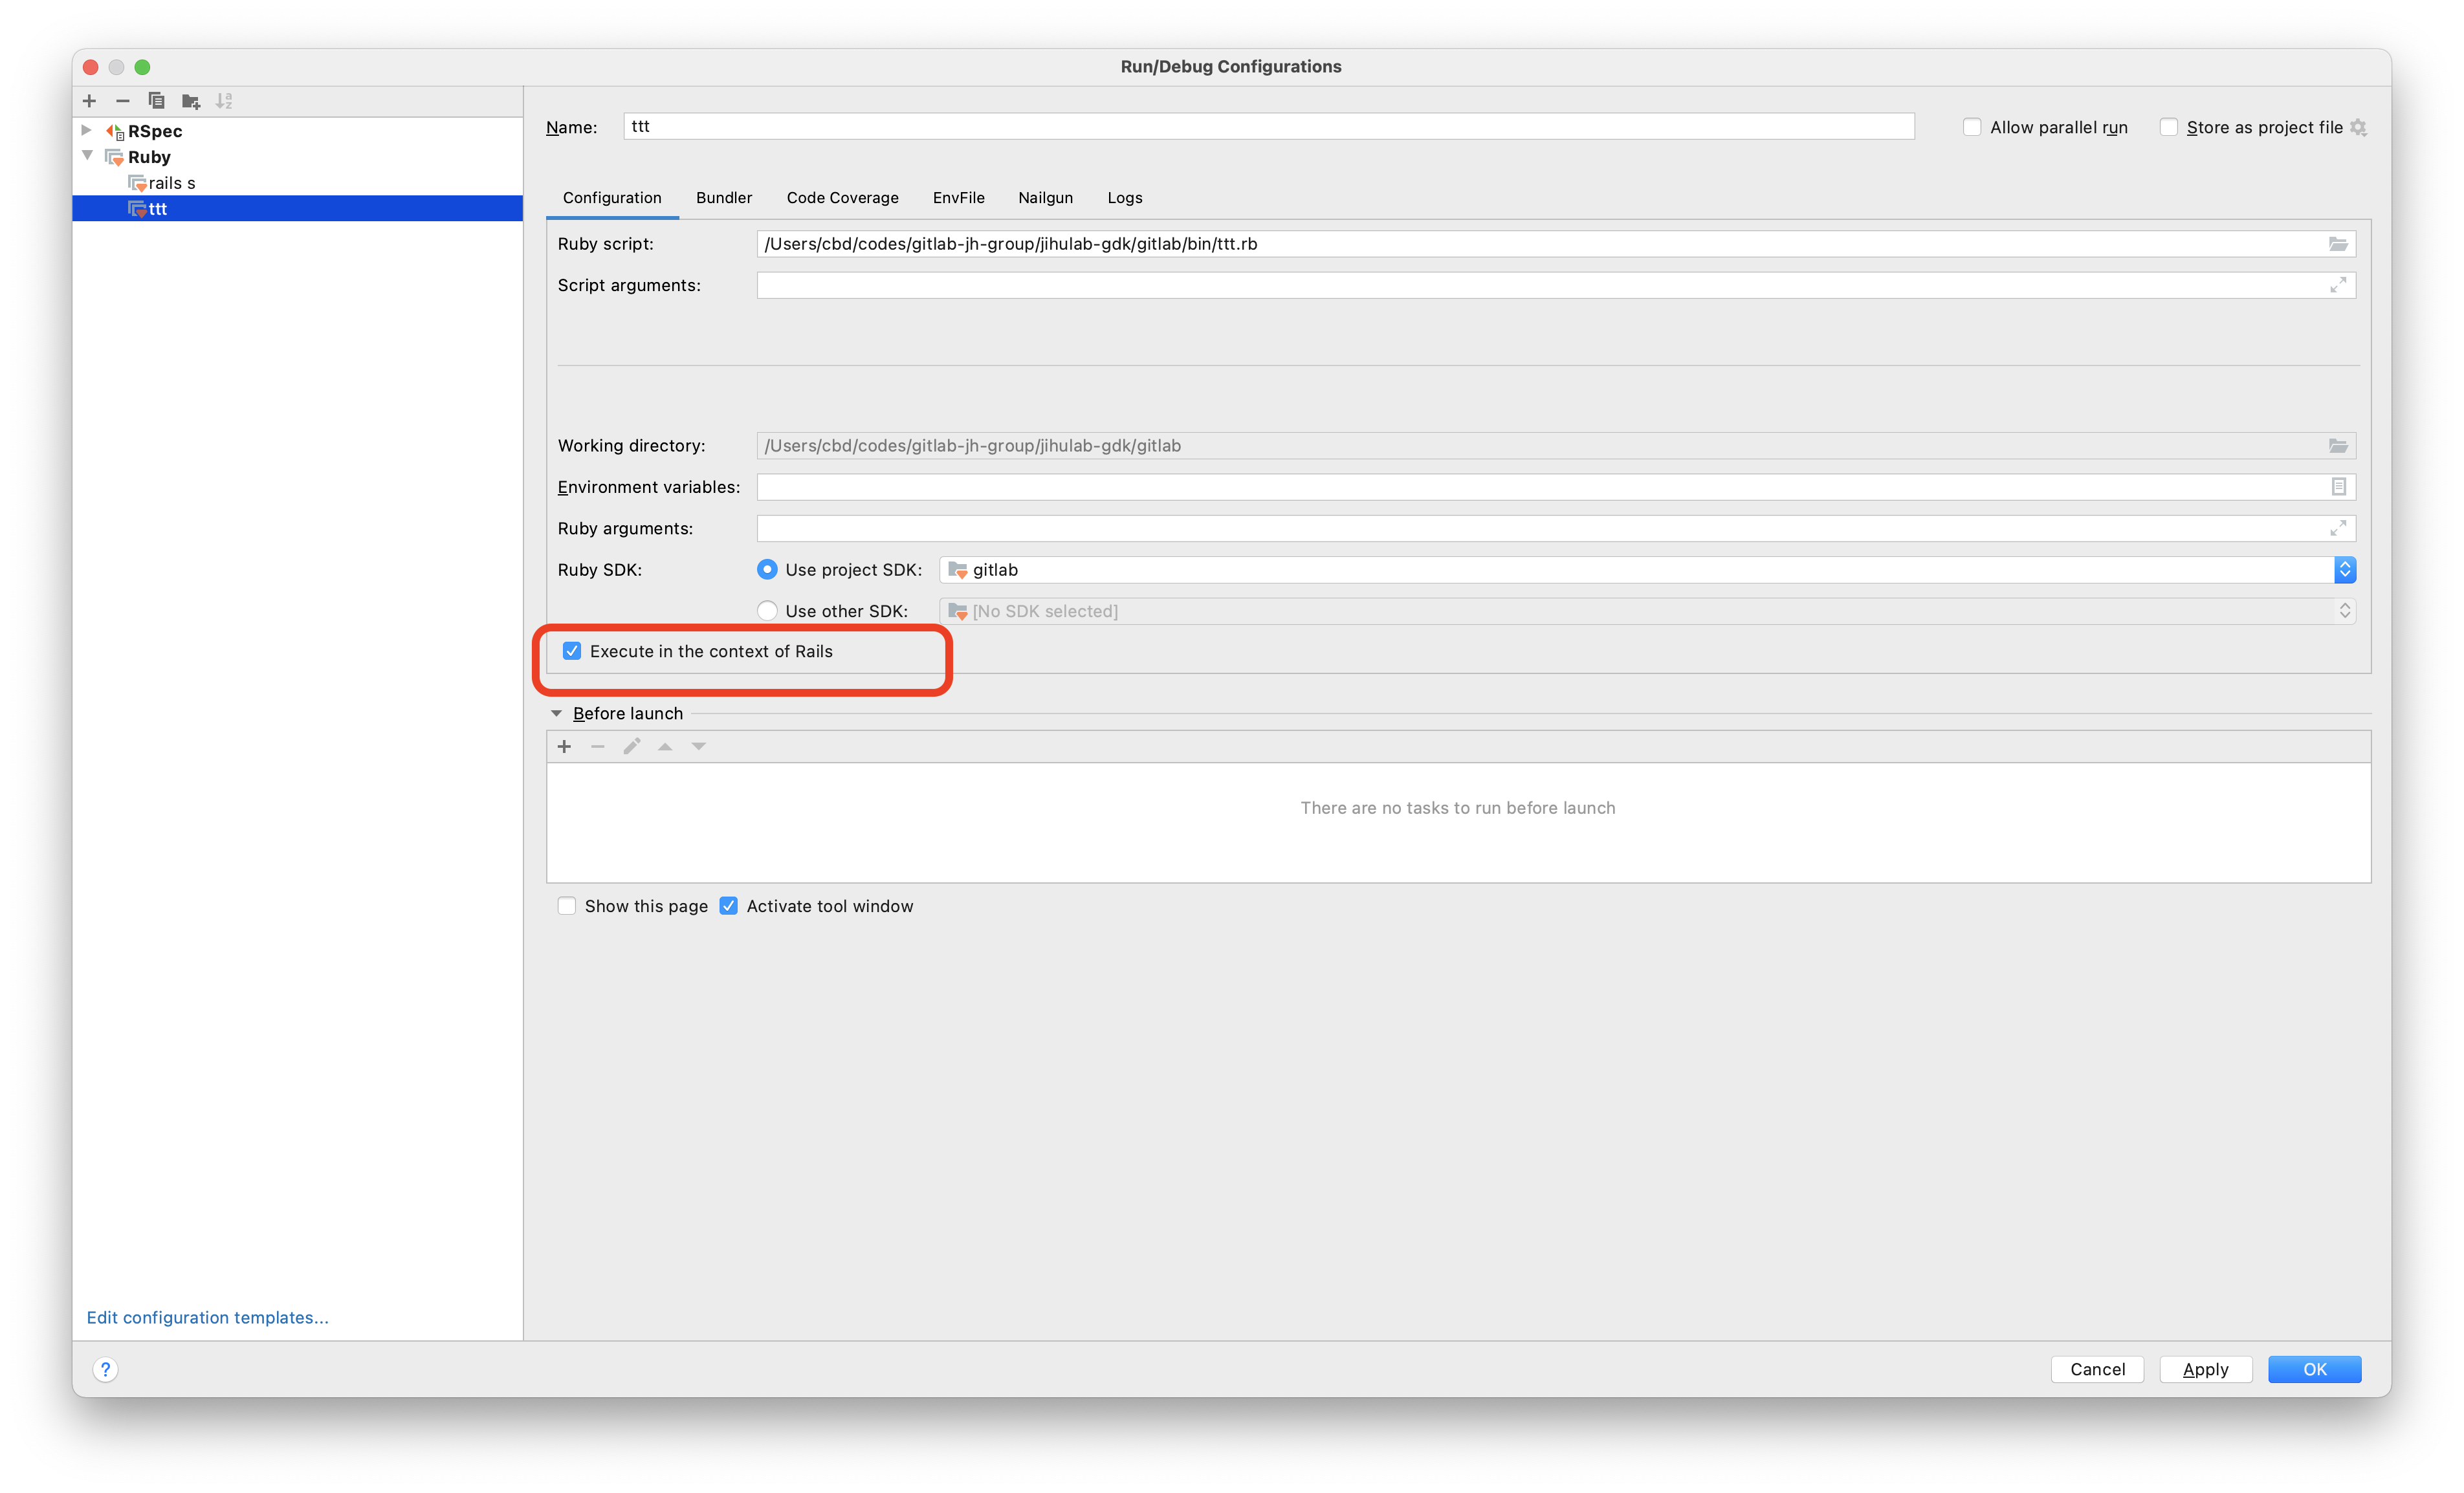 Run/Debug Configurations
RSpec
Ruby
rails s
ttt
Edit configuration templates...
Name: ttt Allow parallel run Store as project file
Configuration Bundler Code Coverage EnvFile Nailgun Logs
Ruby script: /Users/cbd/codes/gitlab-jh-group/jihulab-gdk/gitlab/bin/ttt.rb
Script arguments:
Working directory: /Users/cbd/codes/gitlab-jh-group/jihulab-gdk/gitlab
Environment variables:
Ruby arguments:
Ruby SDK: Use project SDK: gitlab
Use other SDK: [No SDK selected]
Execute in the context of Rails
Before launch
There are no tasks to run before launch
Show this page Activate tool window
? Cancel Apply OK